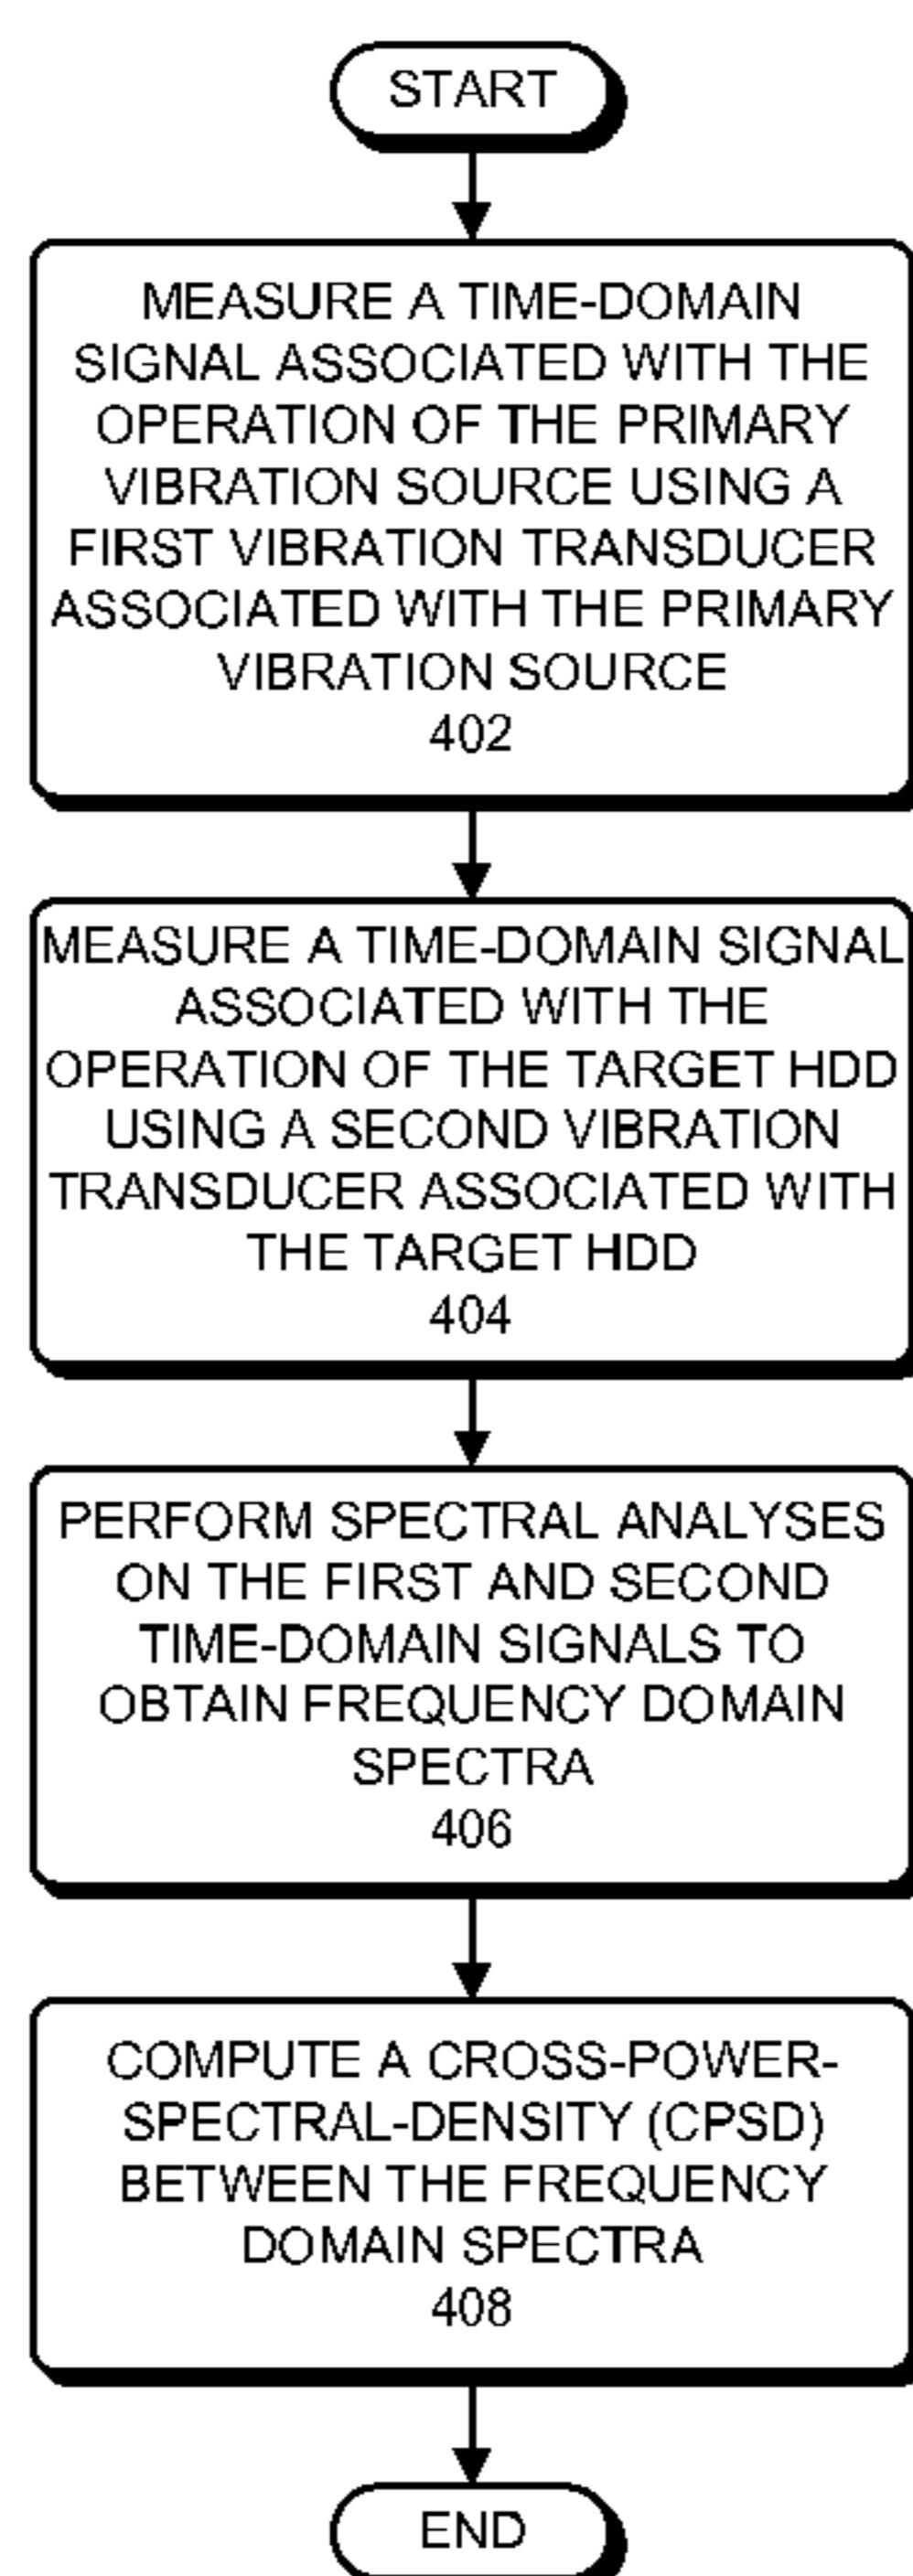 START
MEASURE A TIME-DOMAIN
SIGNAL ASSOCIATED WITH THE
OPERATION OF THE PRIMARY
VIBRATION SOURCE USING A
FIRST VIBRATION TRANSDUCER
ASSOCIATED WITH THE PRIMARY
VIBRATION SOURCE
402
MEASURE A TIME-DOMAIN SIGNAL
ASSOCIATED WITH THE
OPERATION OF THE TARGET HDD
USING A SECOND VIBRATION
TRANSDUCER ASSOCIATED WITH
THE TARGET HDD
404
PERFORM SPECTRAL ANALYSES
ON THE FIRST AND SECOND
TIME-DOMAIN SIGNALS TO
OBTAIN FREQUENCY DOMAIN
SPECTRA
406
COMPUTE A CROSS-POWER-
SPECTRAL-DENSITY (CPSD)
BETWEEN THE FREQUENCY
DOMAIN SPECTRA
408
END